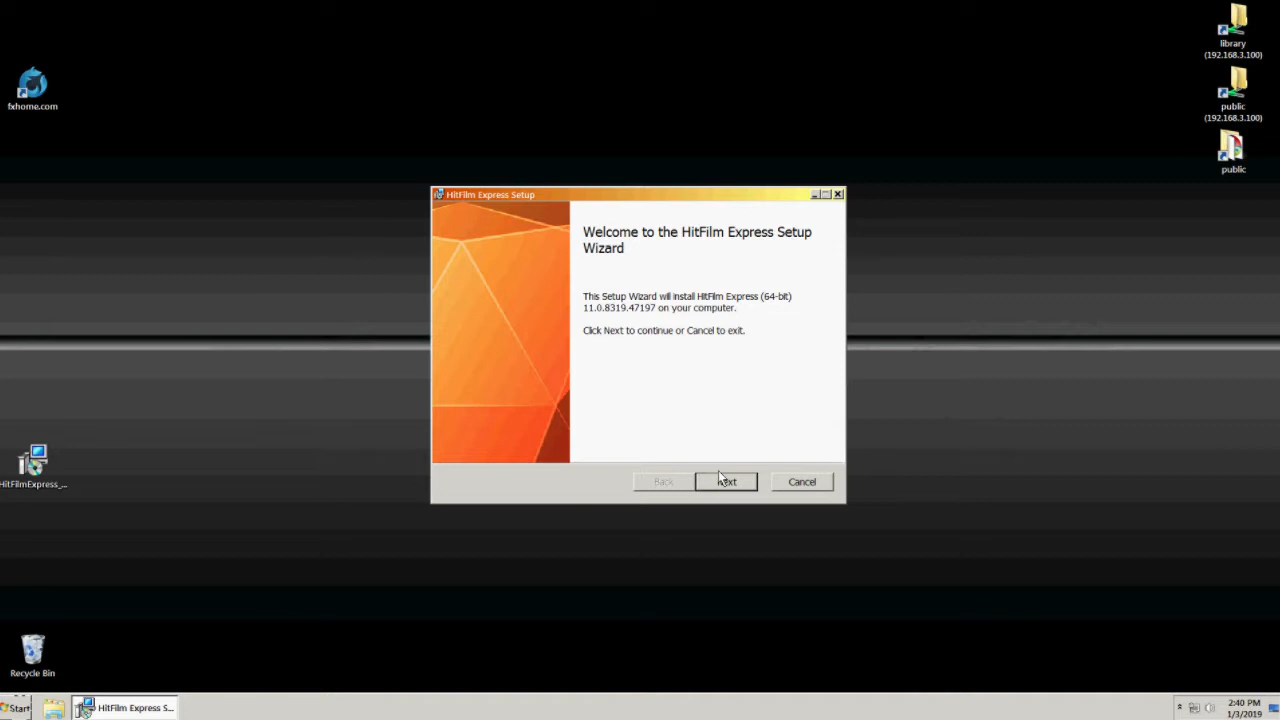 library
(192.168.3.100)
fxhome.com
public
(192.168.3.100)
public
HitFilm Express Setup
Welcome to the HitFilm Express Setup
Wizard
This Setup Wizard will install HitFilm Express (64-bit)
11.0.8319.47197 on your computer.
Click Next to continue or Cancel to exit.
HitFilmExpress_...
Back
Next
Cancel
Recycle Bin
Start
HitFilm Express S...
2:40 PM
1/3/2019